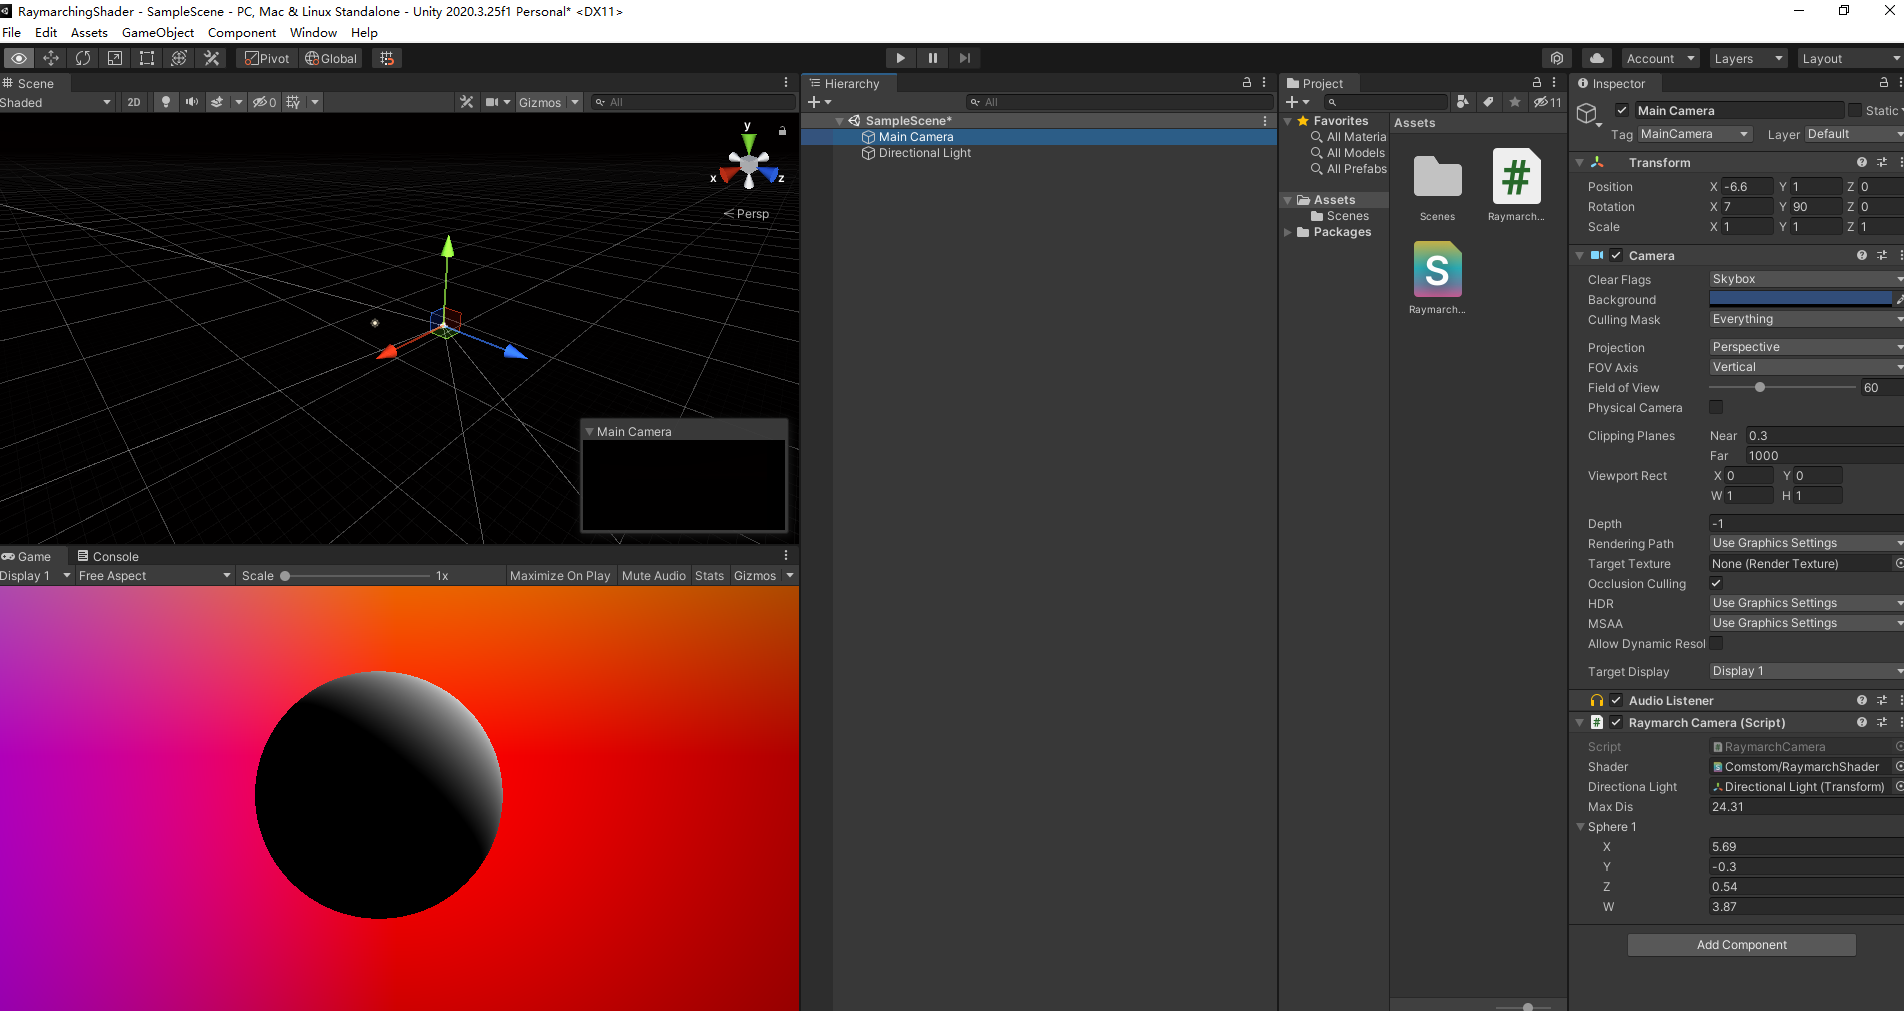 RaymarchingShader - SampleScene - PC, Mac & Linux Standalone - Unity 2020.3.25f1 Personal* <DX11>
File Edit Assets GameObject Component Window Help
Pivot Global
Account Layers Layout
Scene
Shaded 2D 0 Gizmos All
y
x z
Persp
Main Camera
Game Console
Display 1 Free Aspect Scale 1x Maximize On Play Mute Audio Stats Gizmos
Hierarchy
All
SampleScene*
Main Camera
Directional Light
Project
11
Favorites
All Materia
All Models
All Prefabs
Assets
Scenes
Packages
Assets
Scenes
Raymarch...
Raymarch...
Inspector
Main Camera Static
Tag MainCamera Layer Default
Transform
Position X -6.6 Y 1 Z 0
Rotation X 7 Y 90 Z 0
Scale X 1 Y 1 Z 1
Camera
Clear Flags Skybox
Background
Culling Mask Everything
Projection Perspective
FOV Axis Vertical
Field of View 60
Physical Camera
Clipping Planes Near 0.3
Far 1000
Viewport Rect X 0 Y 0
W 1 H 1
Depth -1
Rendering Path Use Graphics Settings
Target Texture None (Render Texture)
Occlusion Culling
HDR Use Graphics Settings
MSAA Use Graphics Settings
Allow Dynamic Resol
Target Display Display 1
Audio Listener
Raymarch Camera (Script)
Script RaymarchCamera
Shader Comstom/RaymarchShader
Directiona Light Directional Light (Transform)
Max Dis 24.31
Sphere 1
X 5.69
Y -0.3
Z 0.54
W 3.87
Add Component